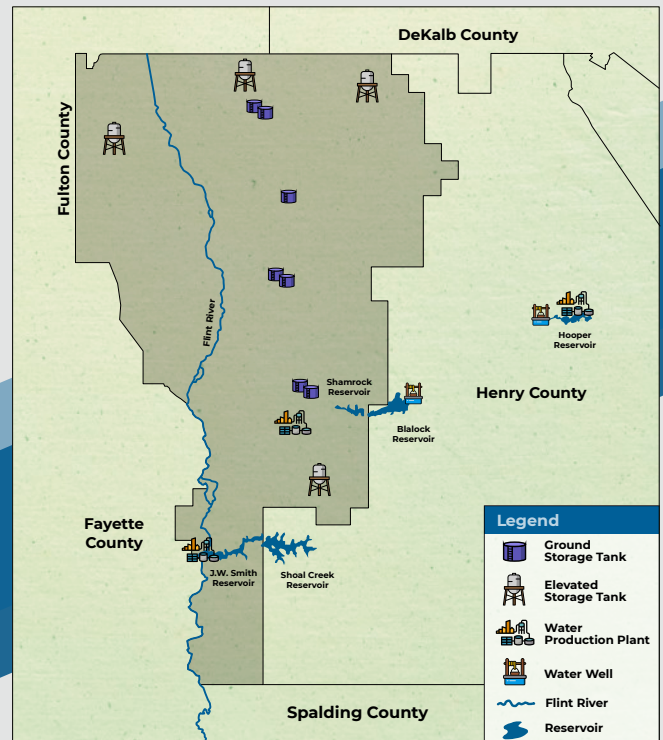 DeKalb County
Fulton County
Flint River
Hooper
Reservoir
Shamrock
Reservoir
Henry County
Blalock
Reservoir
Fayette
County
J.W. Smith
Reservoir
Shoal Creek
Reservoir
Spalding County
Legend
Ground
Storage Tank
Elevated
Storage Tank
Water
Production Plant
Water Well
Flint River
Reservoir